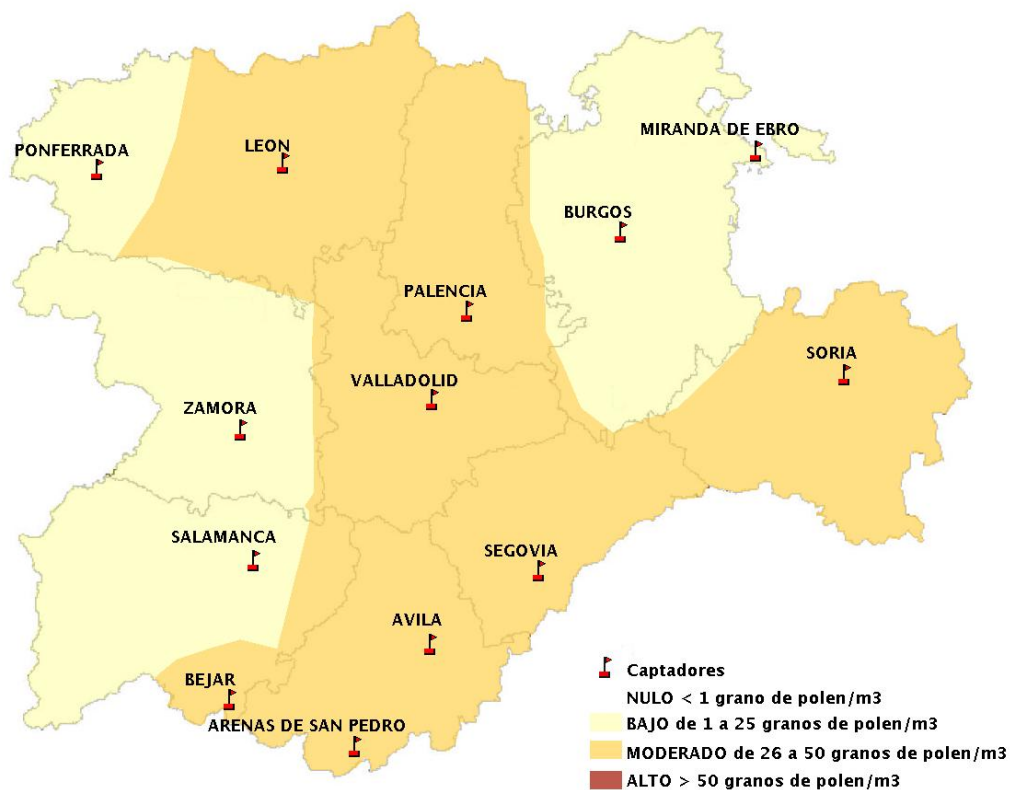 MIRANDA DE EBRO
PONFERRADA
LEON
BURGOS
PALENCIA
SORIA
VALLADOLID
ZAMORA
SALAMANCA
SEGOVIA
AVILA
BEJAR
ARENAS DE SAN PEDRO
Captadores
NULO < 1 grano de polen/m3
BAJO de 1 a 25 granos de polen/m3
MODERADO de 26 a 50 granos de polen/m3
ALTO > 50 granos de polen/m3